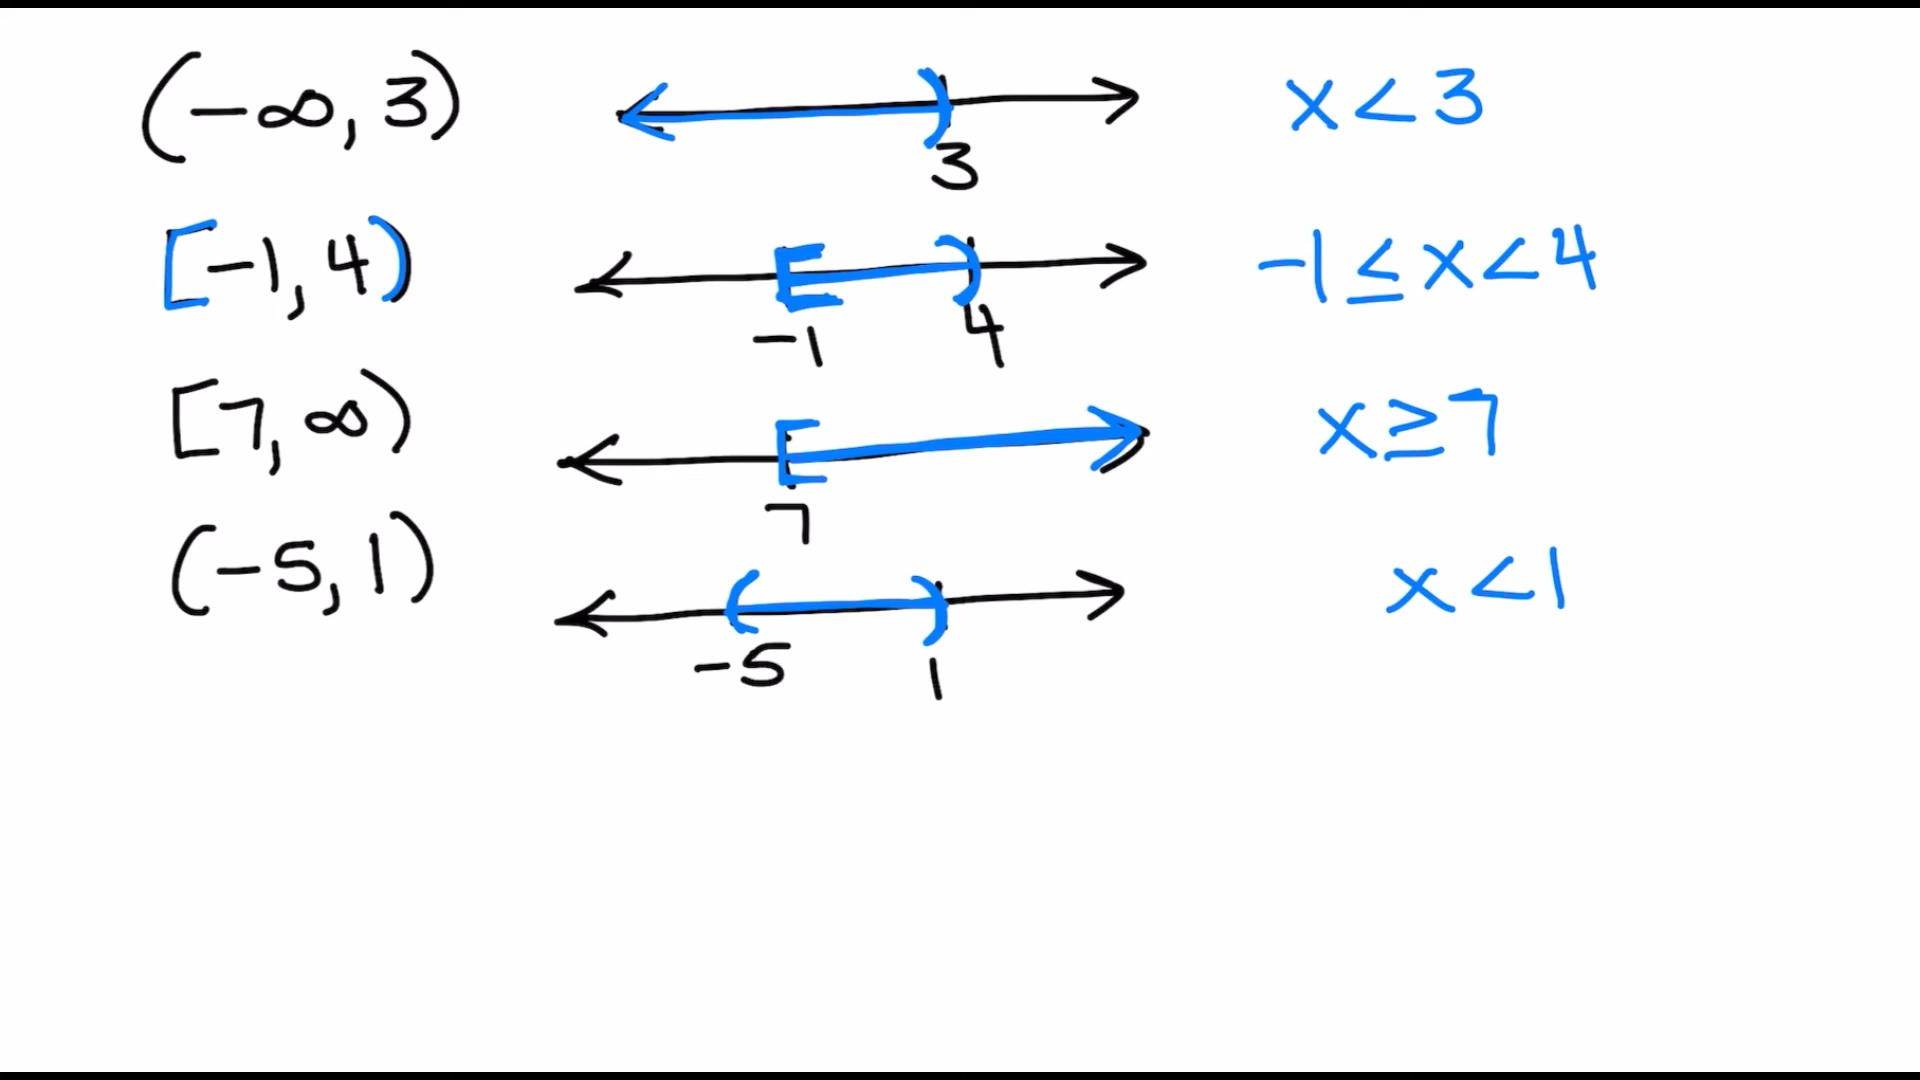 (-∞, 3) 3 x < 3
[-1, 4) -1 4 -1 ≤ x < 4
[7, ∞) 7 x ≥ 7
(-5, 1) -5 1 x < 1